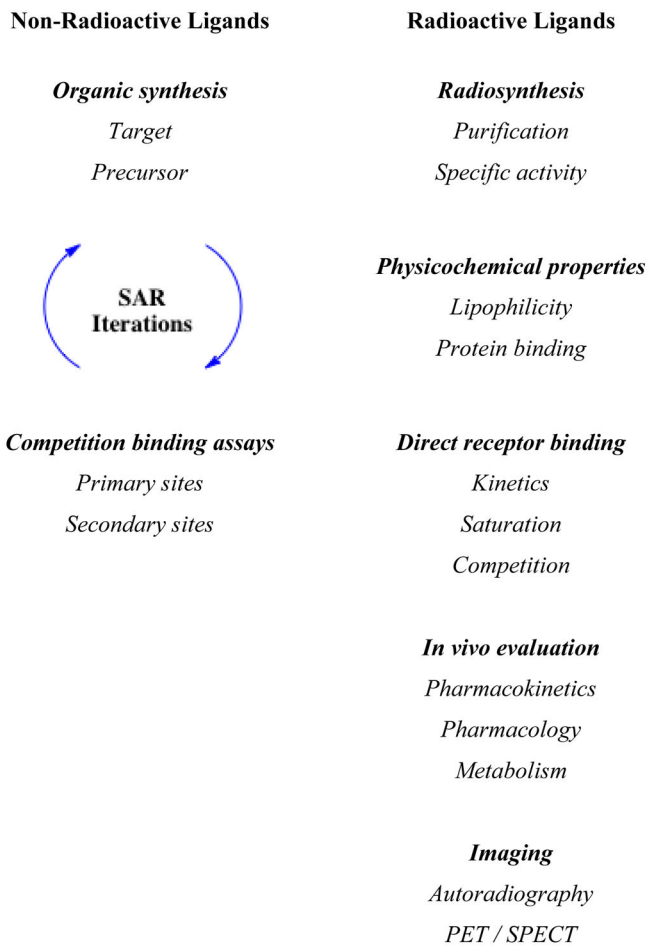 Non-Radioactive Ligands
Organic synthesis
Target
Precursor
SAR
Iterations
Competition binding assays
Primary sites
Secondary sites
Radioactive Ligands
Radiosynthesis
Purification
Specific activity
Physicochemical properties
Lipophilicity
Protein binding
Direct receptor binding
Kinetics
Saturation
Competition
In vivo evaluation
Pharmacokinetics
Pharmacology
Metabolism
Imaging
Autoradiography
PET / SPECT